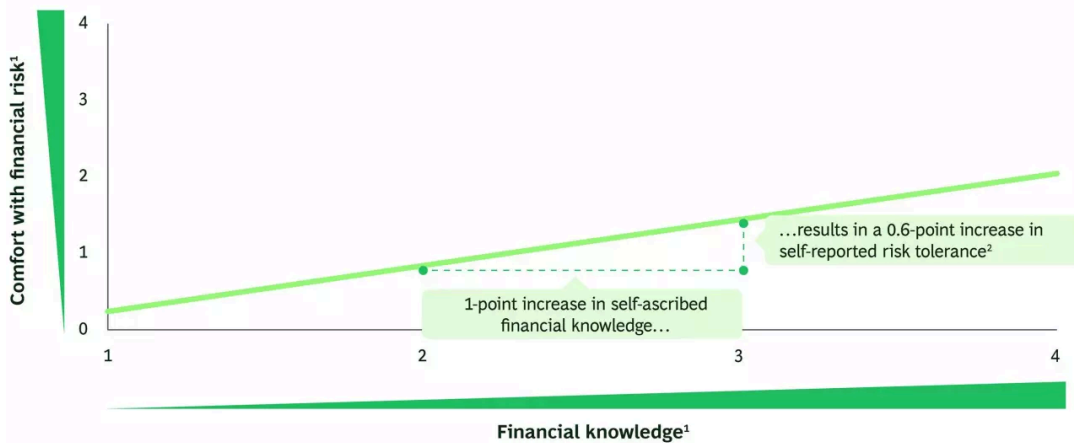 Comfort with financial risk¹
4
3
2
1
0
…results in a 0.6-point increase in
self-reported risk tolerance²
1-point increase in self-ascribed
financial knowledge…
1
2
3
4
Financial knowledge¹